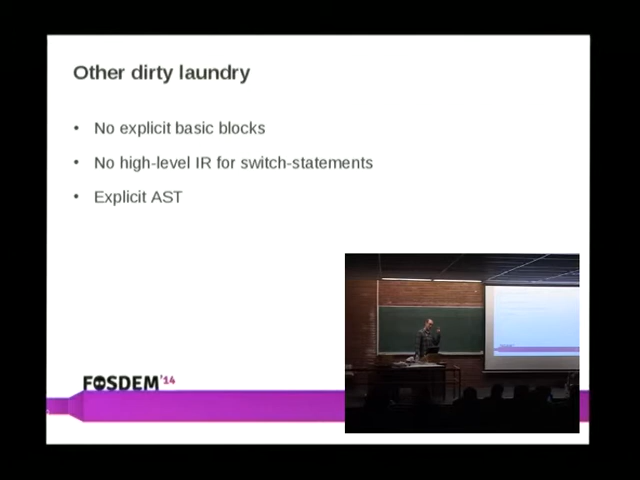 Other dirty laundry
• No explicit basic blocks
• No high-level IR for switch-statements
• Explicit AST
FOSDEM'14